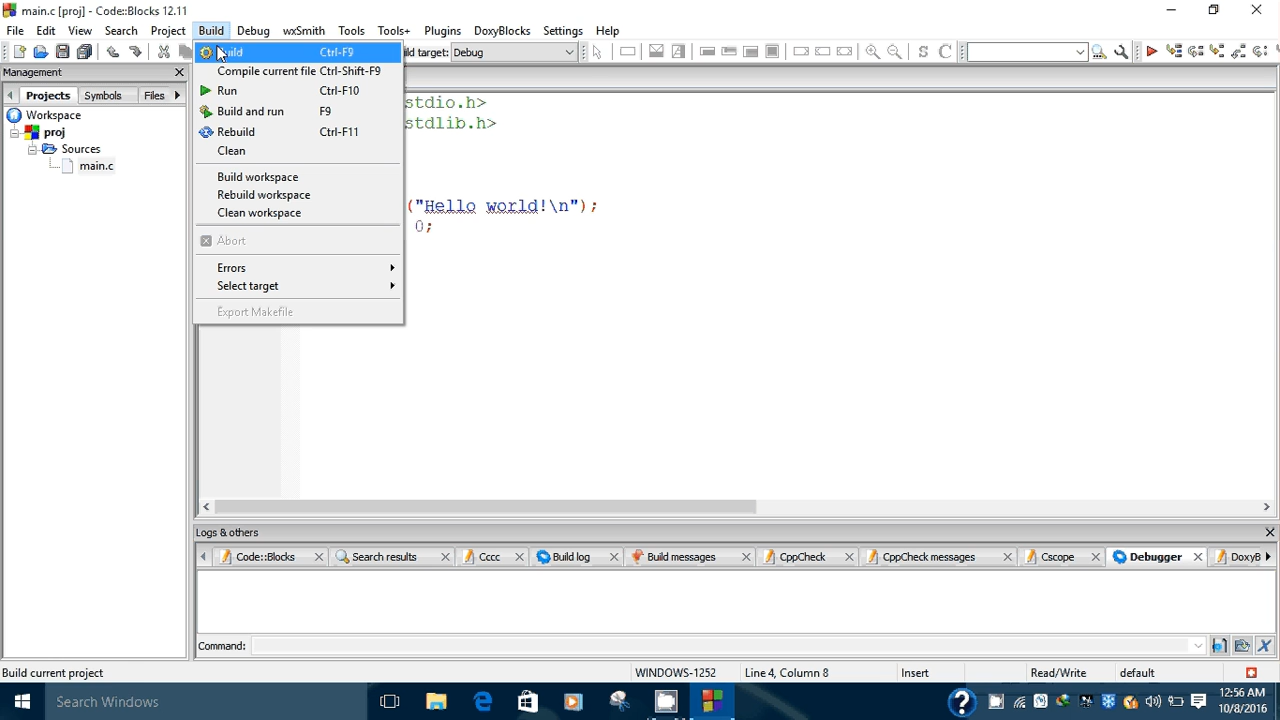 main.c [proj] - Code::Blocks 12.11
File Edit View Search Project Build Debug wxSmith Tools Tools+ Plugins DoxyBlocks Settings Help
Ctrl-F9
ld target: Debug
Management
Compile current file Ctrl-Shift-F9
Projects Symbols Files
Run Ctrl-F10
stdio.h>
Workspace
Build and run F9
stdlib.h>
proj
Rebuild Ctrl-F11
Sources
Clean
main.c
Build workspace
Rebuild workspace
("Hello world!\n");
Clean workspace
0;
Abort
Errors
Select target
Export Makefile
Logs & others
Code::Blocks Search results Cccc Build log Build messages CppCheck CppCheck messages Cscope Debugger DoxyB
Command:
Build current project WINDOWS-1252 Line 4, Column 8 Insert Read/Write default
Search Windows
12:56 AM
10/8/2016